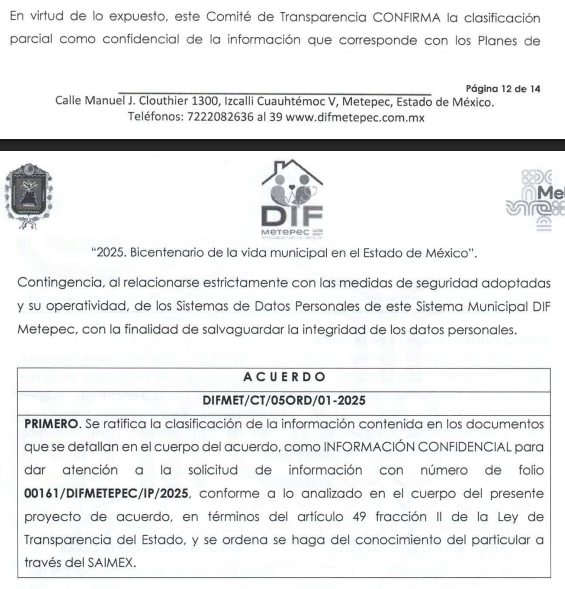 En virtud de lo expuesto, este Comité de Transparencia CONFIRMA la clasificación
parcial como confidencial de la información que corresponde con los Planes de
Página 12 de 14
Calle Manuel J. Clouthier 1300, Izcalli Cuauhtémoc V, Metepec, Estado de México.
Teléfonos: 7222082636 al 39 www.difmetepec.com.mx
DIF
METEPEC
Me
"2025. Bicentenario de la vida municipal en el Estado de México".
Contingencia, al relacionarse estrictamente con las medidas de seguridad adoptadas
y su operatividad, de los Sistemas de Datos Personales de este Sistema Municipal DIF
Metepec, con la finalidad de salvaguardar la integridad de los datos personales.
ACUERDO
DIFMET/CT/05ORD/01-2025
PRIMERO. Se ratifica la clasificación de la información contenida en los documentos
que se detallan en el cuerpo del acuerdo, como INFORMACIÓN CONFIDENCIAL para
dar atención a la solicitud de información con número de folio
00161/DIFMETEPEC/IP/2025, conforme a lo analizado en el cuerpo del presente
proyecto de acuerdo, en términos del artículo 49 fracción II de la Ley de
Transparencia del Estado, y se ordena se haga del conocimiento del particular a
través del SAIMEX.